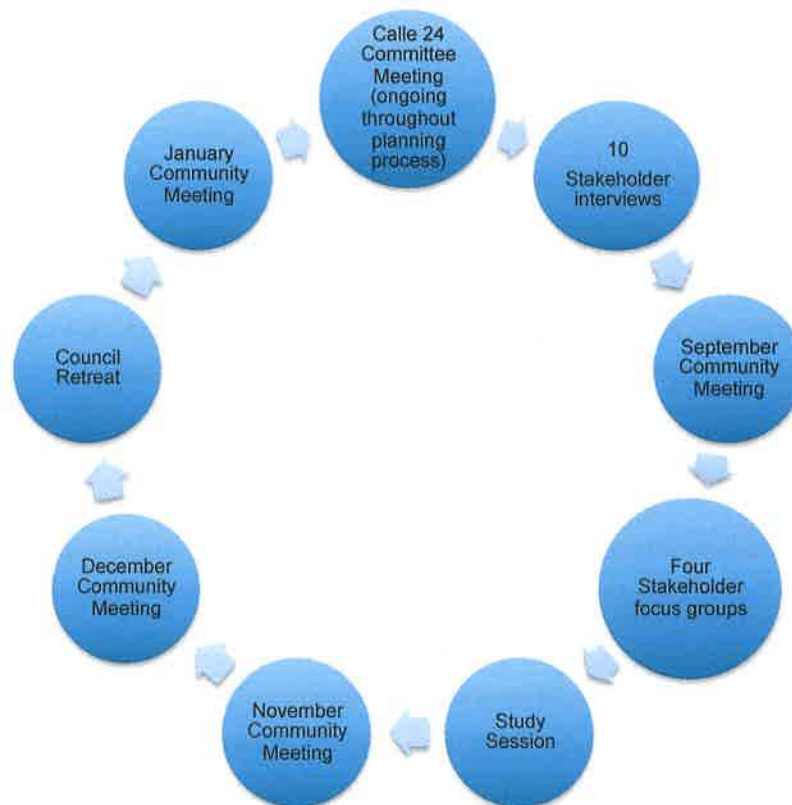 Calle 24
Committee
Meeting
(ongoing
throughout
planning
process)
10
Stakeholder
interviews
September
Community
Meeting
Four
Stakeholder
focus groups
Study
Session
November
Community
Meeting
December
Community
Meeting
Council
Retreat
January
Community
Meeting